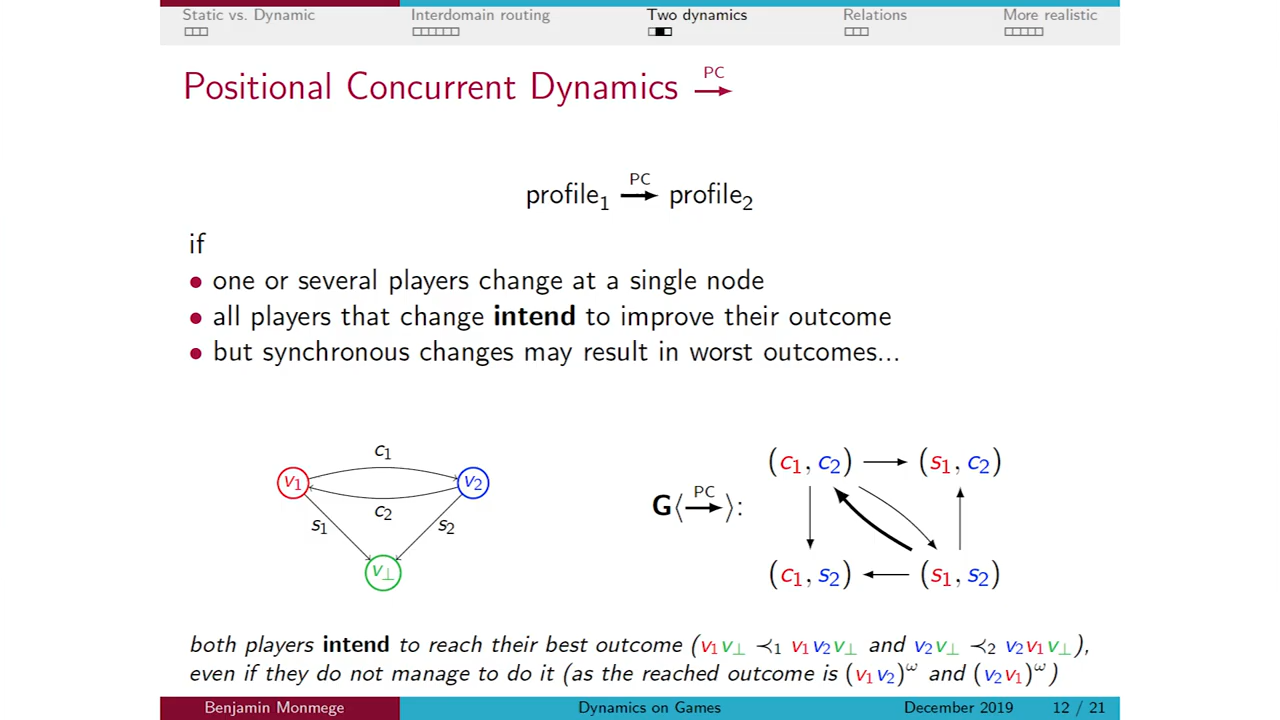 Static vs. Dynamic Interdomain routing Two dynamics Relations More realistic
Positional Concurrent Dynamics PC→
profile₁ PC→ profile₂
if
• one or several players change at a single node
• all players that change intend to improve their outcome
• but synchronous changes may result in worst outcomes...
c₁
v₁ v₂
c₂
s₁ s₂
v⊥
G⟨PC→⟩:
(c₁, c₂) → (s₁, c₂)
(c₁, s₂) ← (s₁, s₂)
both players intend to reach their best outcome (v₁v⊥ ≺₁ v₁v₂v⊥ and v₂v⊥ ≺₂ v₂v₁v⊥),
even if they do not manage to do it (as the reached outcome is (v₁v₂)^ω and (v₂v₁)^ω)
Benjamin Monmege Dynamics on Games December 2019 12 / 21